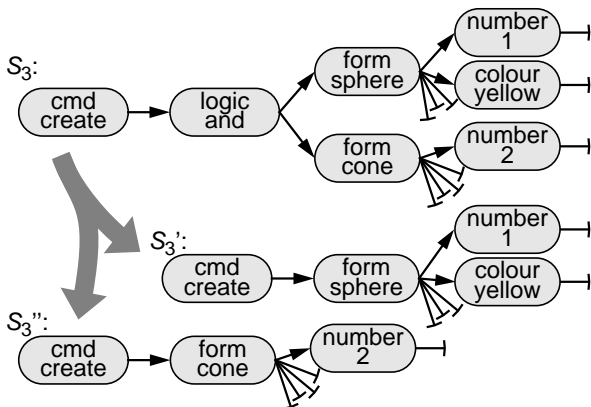 S3:
cmd
create
logic
and
form
sphere
number
1
colour
yellow
form
cone
number
2
S3':
cmd
create
form
sphere
number
1
colour
yellow
S3'':
cmd
create
form
cone
number
2